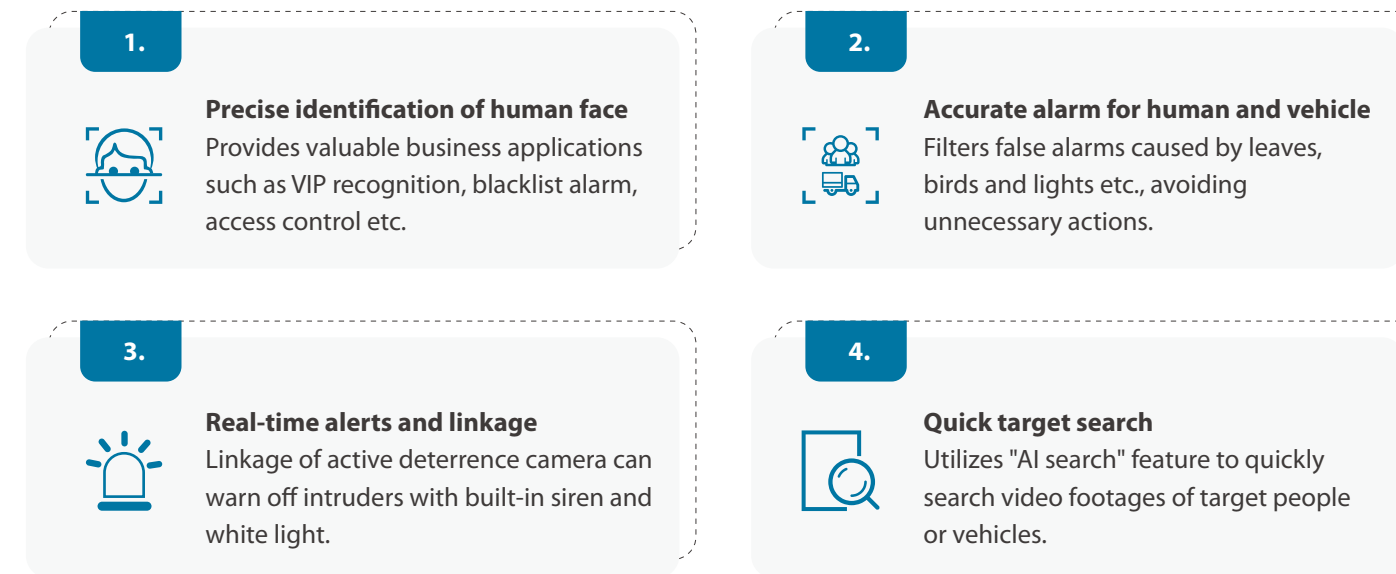 1.
Precise identification of human face
Provides valuable business applications
such as VIP recognition, blacklist alarm,
access control etc.
2.
Accurate alarm for human and vehicle
Filters false alarms caused by leaves,
birds and lights etc., avoiding
unnecessary actions.
3.
Real-time alerts and linkage
Linkage of active deterrence camera can
warn off intruders with built-in siren and
white light.
4.
Quick target search
Utilizes "AI search" feature to quickly
search video footages of target people
or vehicles.